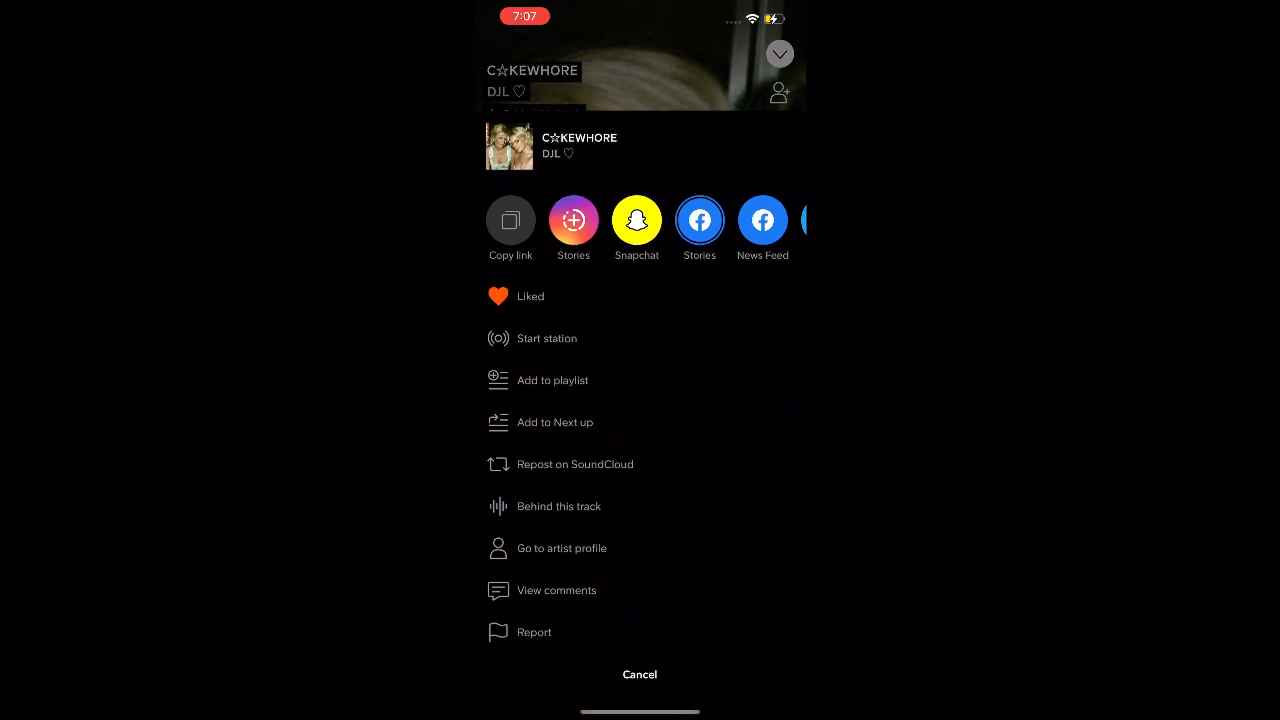 7:07
C☆KEWHORE
DJL ♡
C☆KEWHORE
DJL ♡
Copy link
Stories
Snapchat
Stories
News Feed
Liked
Start station
Add to playlist
Add to Next up
Repost on SoundCloud
Behind this track
Go to artist profile
View comments
Report
Cancel